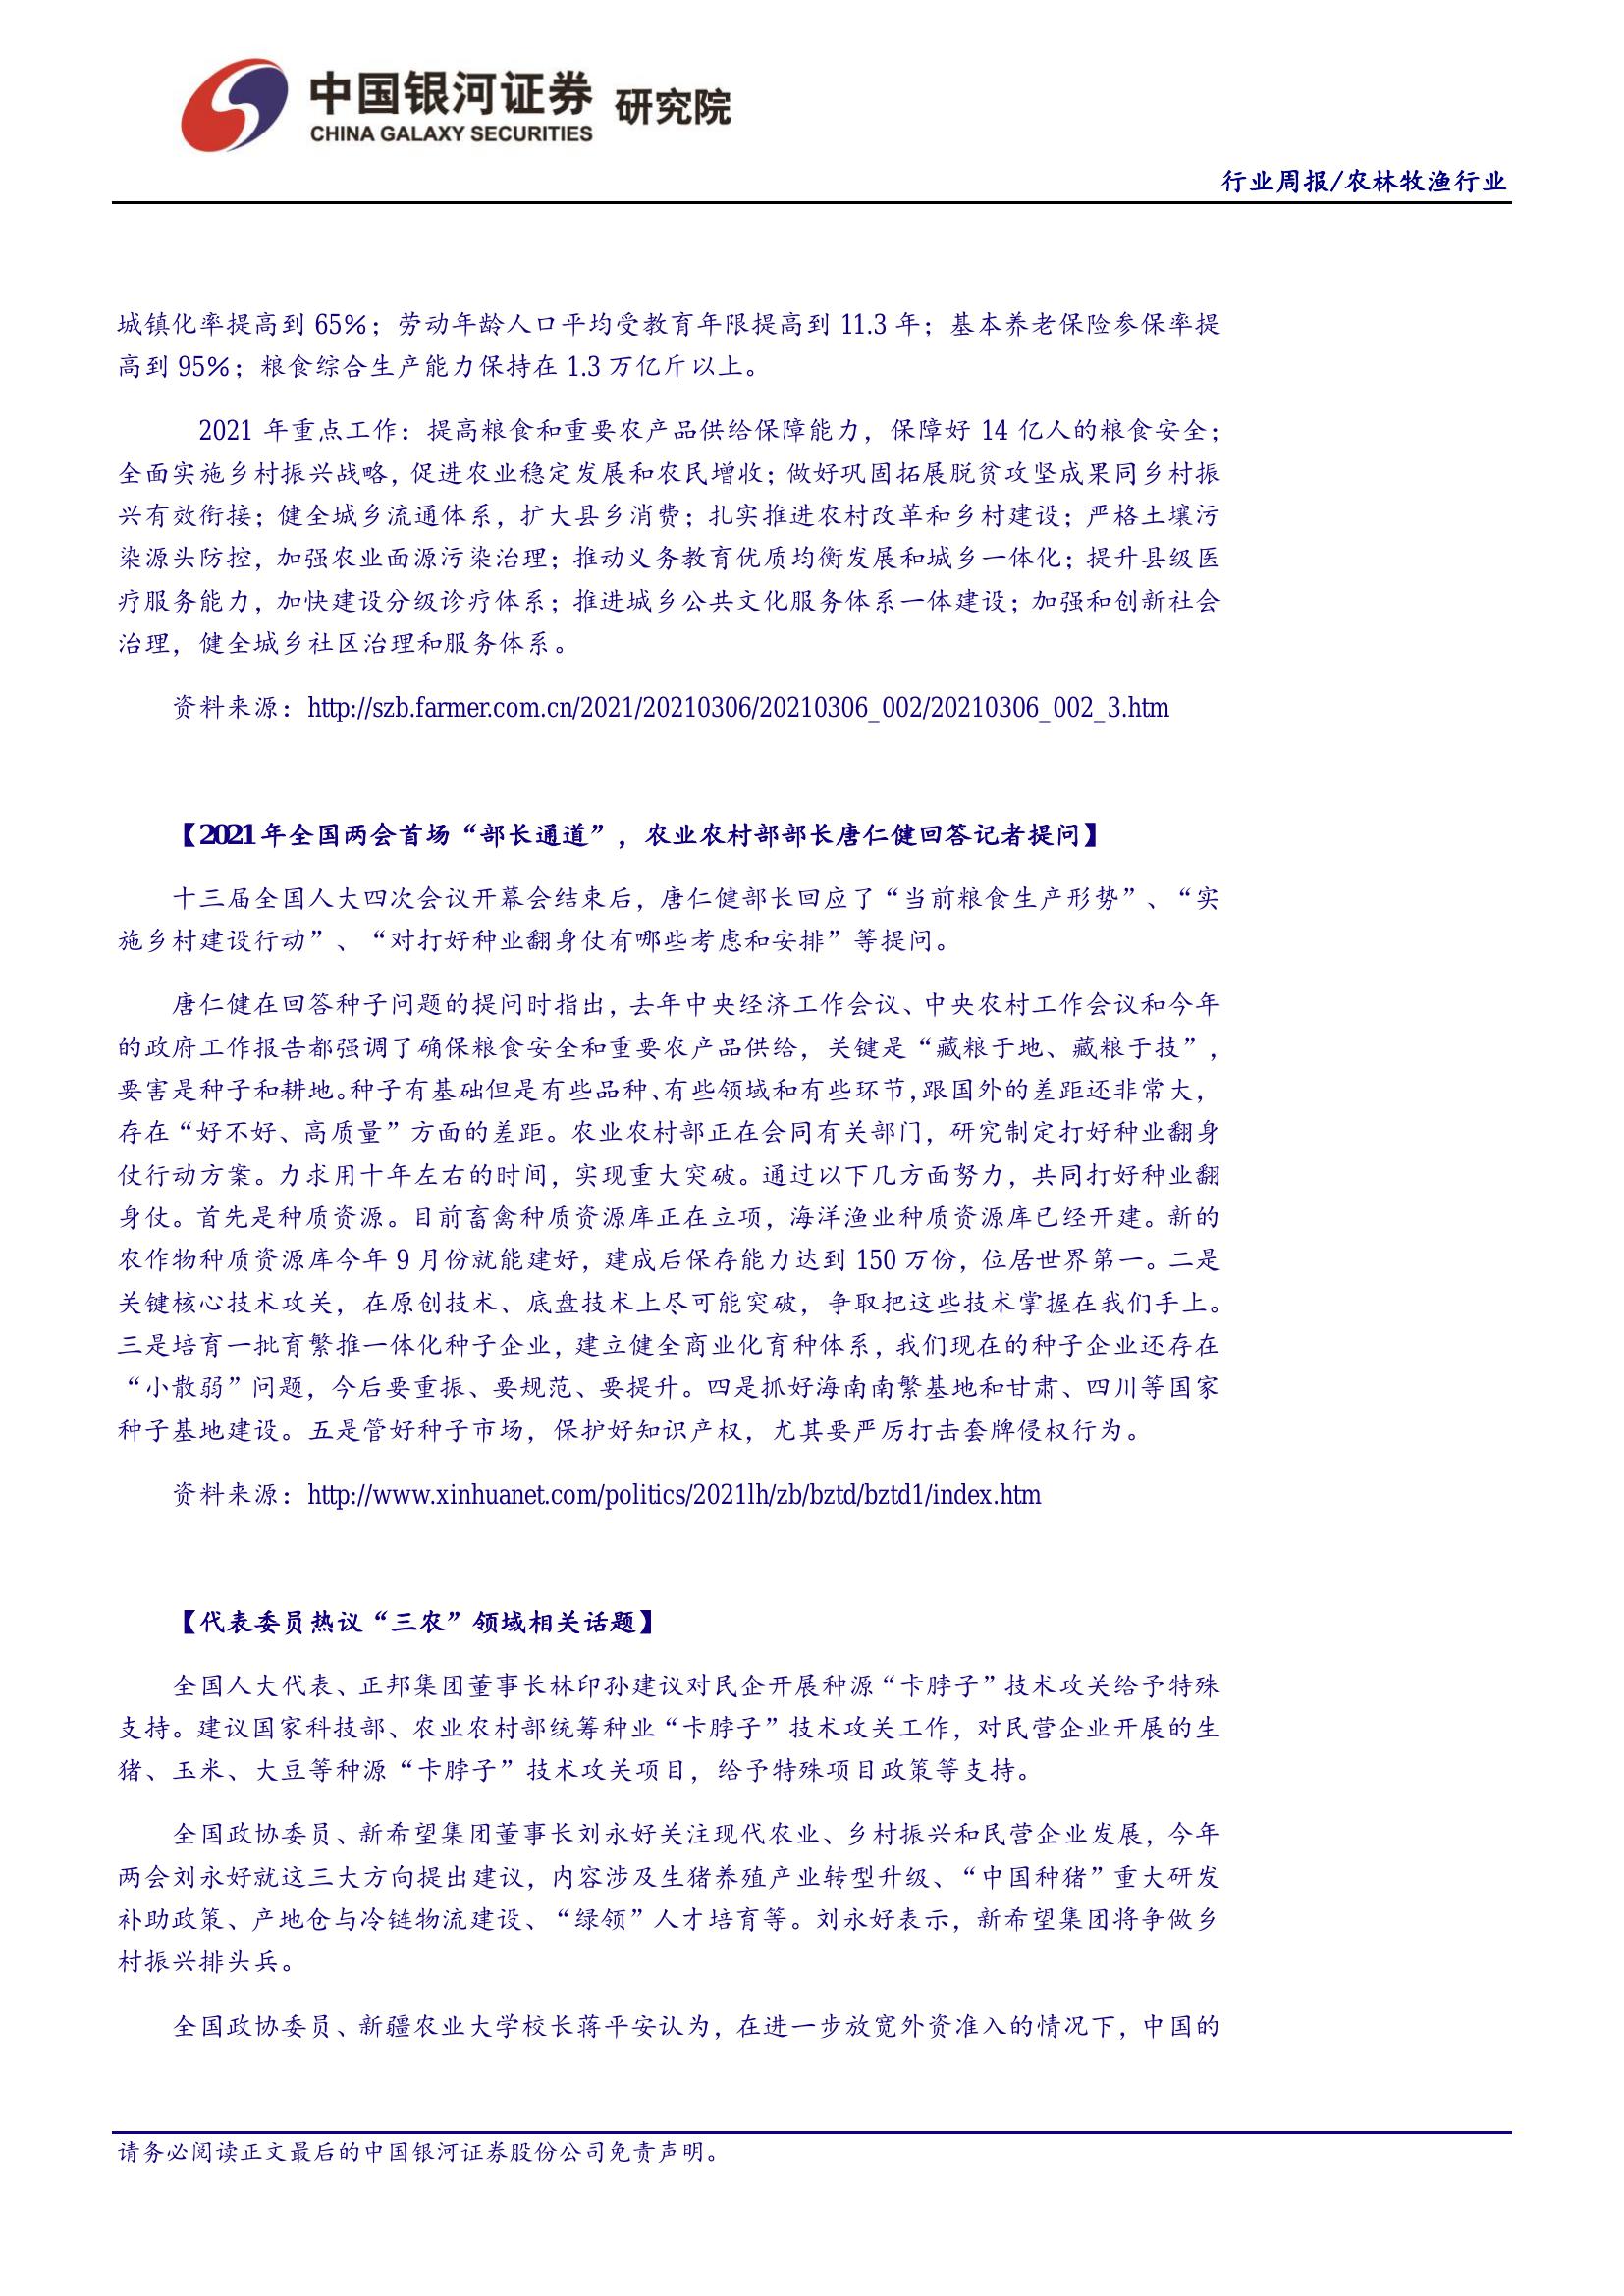 中国银河证券 研究院
CHINA GALAXY SECURITIES
行业周报/农林牧渔行业
城镇化率提高到 65%；劳动年龄人口平均受教育年限提高到 11.3 年；基本养老保险参保率提
高到 95%；粮食综合生产能力保持在 1.3 万亿斤以上。
2021 年重点工作：提高粮食和重要农产品供给保障能力，保障好 14 亿人的粮食安全；
全面实施乡村振兴战略，促进农业稳定发展和农民增收；做好巩固拓展脱贫攻坚成果同乡村振
兴有效衔接；健全城乡流通体系，扩大县乡消费；扎实推进农村改革和乡村建设；严格土壤污
染源头防控，加强农业面源污染治理；推动义务教育优质均衡发展和城乡一体化；提升县级医
疗服务能力，加快建设分级诊疗体系；推进城乡公共文化服务体系一体建设；加强和创新社会
治理，健全城乡社区治理和服务体系。
资料来源：http://szb.farmer.com.cn/2021/20210306/20210306_002/20210306_002_3.htm
【2021 年全国两会首场“部长通道”，农业农村部部长唐仁健回答记者提问】
十三届全国人大四次会议开幕会结束后，唐仁健部长回应了“当前粮食生产形势”、“实
施乡村建设行动”、“对打好种业翻身仗有哪些考虑和安排”等提问。
唐仁健在回答种子问题的提问时指出，去年中央经济工作会议、中央农村工作会议和今年
的政府工作报告都强调了确保粮食安全和重要农产品供给，关键是“藏粮于地、藏粮于技”，
要害是种子和耕地。种子有基础但是有些品种、有些领域和有些环节，跟国外的差距还非常大，
存在“好不好、高质量”方面的差距。农业农村部正在会同有关部门，研究制定打好种业翻身
仗行动方案。力求用十年左右的时间，实现重大突破。通过以下几方面努力，共同打好种业翻
身仗。首先是种质资源。目前畜禽种质资源库正在立项，海洋渔业种质资源库已经开建。新的
农作物种质资源库今年 9 月份就能建好，建成后保存能力达到 150 万份，位居世界第一。二是
关键核心技术攻关，在原创技术、底盘技术上尽可能突破，争取把这些技术掌握在我们手上。
三是培育一批育繁推一体化种子企业，建立健全商业化育种体系，我们现在的种子企业还存在
“小散弱”问题，今后要重振、要规范、要提升。四是抓好海南南繁基地和甘肃、四川等国家
种子基地建设。五是管好种子市场，保护好知识产权，尤其要严厉打击套牌侵权行为。
资料来源：http://www.xinhuanet.com/politics/2021lh/zb/bztd/bztd1/index.htm
【代表委员热议“三农”领域相关话题】
全国人大代表、正邦集团董事长林印孙建议对民企开展种源“卡脖子”技术攻关给予特殊
支持。建议国家科技部、农业农村部统筹种业“卡脖子”技术攻关工作，对民营企业开展的生
猪、玉米、大豆等种源“卡脖子”技术攻关项目，给予特殊项目政策等支持。
全国政协委员、新希望集团董事长刘永好关注现代农业、乡村振兴和民营企业发展，今年
两会刘永好就这三大方向提出建议，内容涉及生猪养殖产业转型升级、“中国种猪”重大研发
补助政策、产地仓与冷链物流建设、“绿领”人才培育等。刘永好表示，新希望集团将争做乡
村振兴排头兵。
全国政协委员、新疆农业大学校长蒋平安认为，在进一步放宽外资准入的情况下，中国的
请务必阅读正文最后的中国银河证券股份公司免责声明。